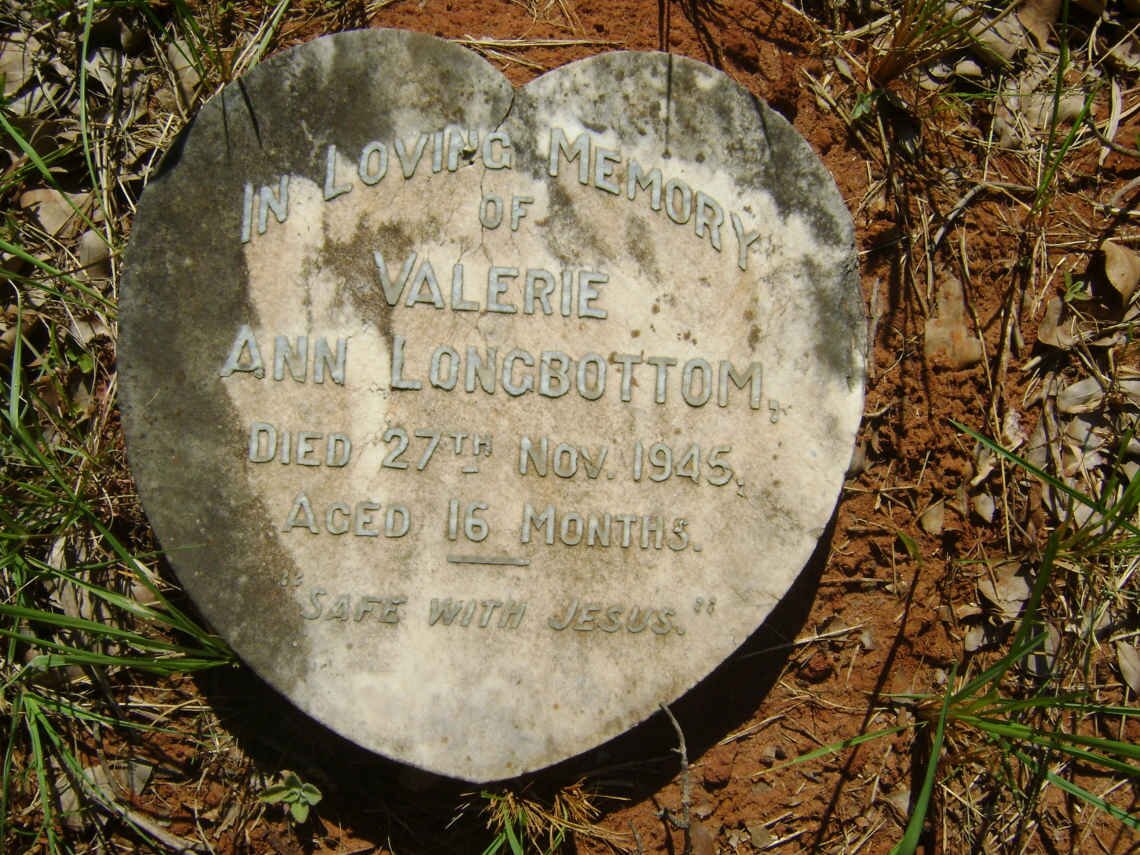 IN LOVING MEMORY
OF
VALERIE
ANN LONGBOTTOM,
DIED 27TH NOV. 1945.
AGED 16 MONTHS.
"SAFE WITH JESUS."